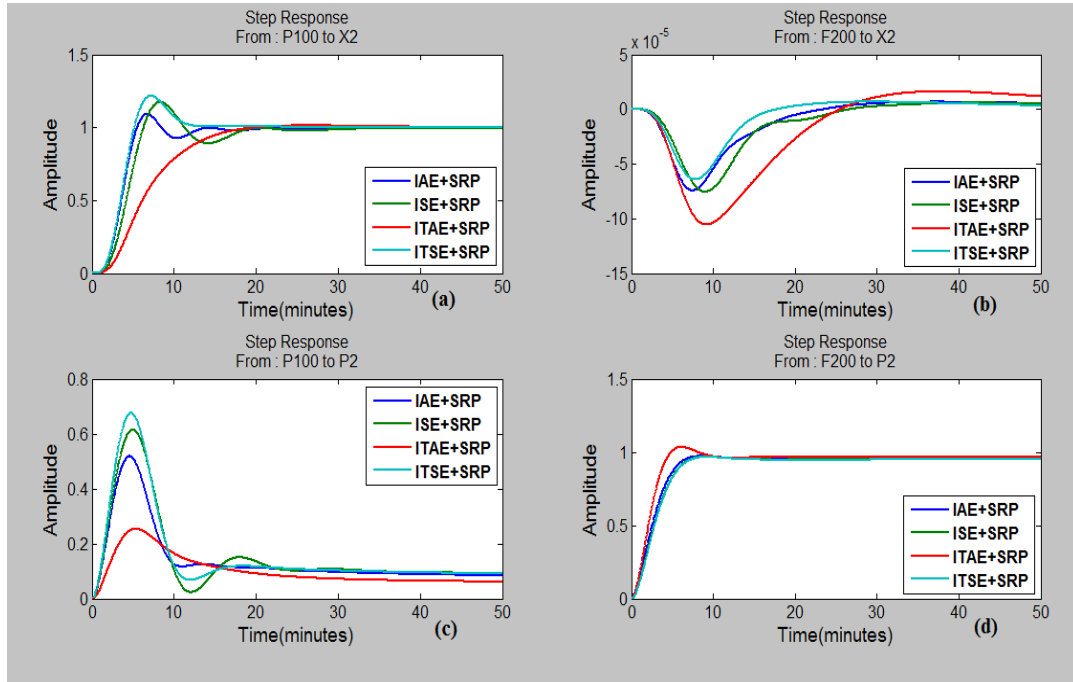 Step Response
From : P100 to X2
Amplitude
1.5
1
0.5
0
0 10 20 30 40 50
Time(minutes)
IAE+SRP
ISE+SRP
ITAE+SRP
ITSE+SRP
(a)
Step Response
From : F200 to X2
x 10^-5
Amplitude
5
0
-5
-10
-15
0 10 20 30 40 50
Time(minutes)
IAE+SRP
ISE+SRP
ITAE+SRP
ITSE+SRP
(b)
Step Response
From : P100 to P2
Amplitude
0.8
0.6
0.4
0.2
0
0 10 20 30 40 50
Time(minutes)
IAE+SRP
ISE+SRP
ITAE+SRP
ITSE+SRP
(c)
Step Response
From : F200 to P2
Amplitude
1.5
1
0.5
0
0 10 20 30 40 50
Time(minutes)
IAE+SRP
ISE+SRP
ITAE+SRP
ITSE+SRP
(d)